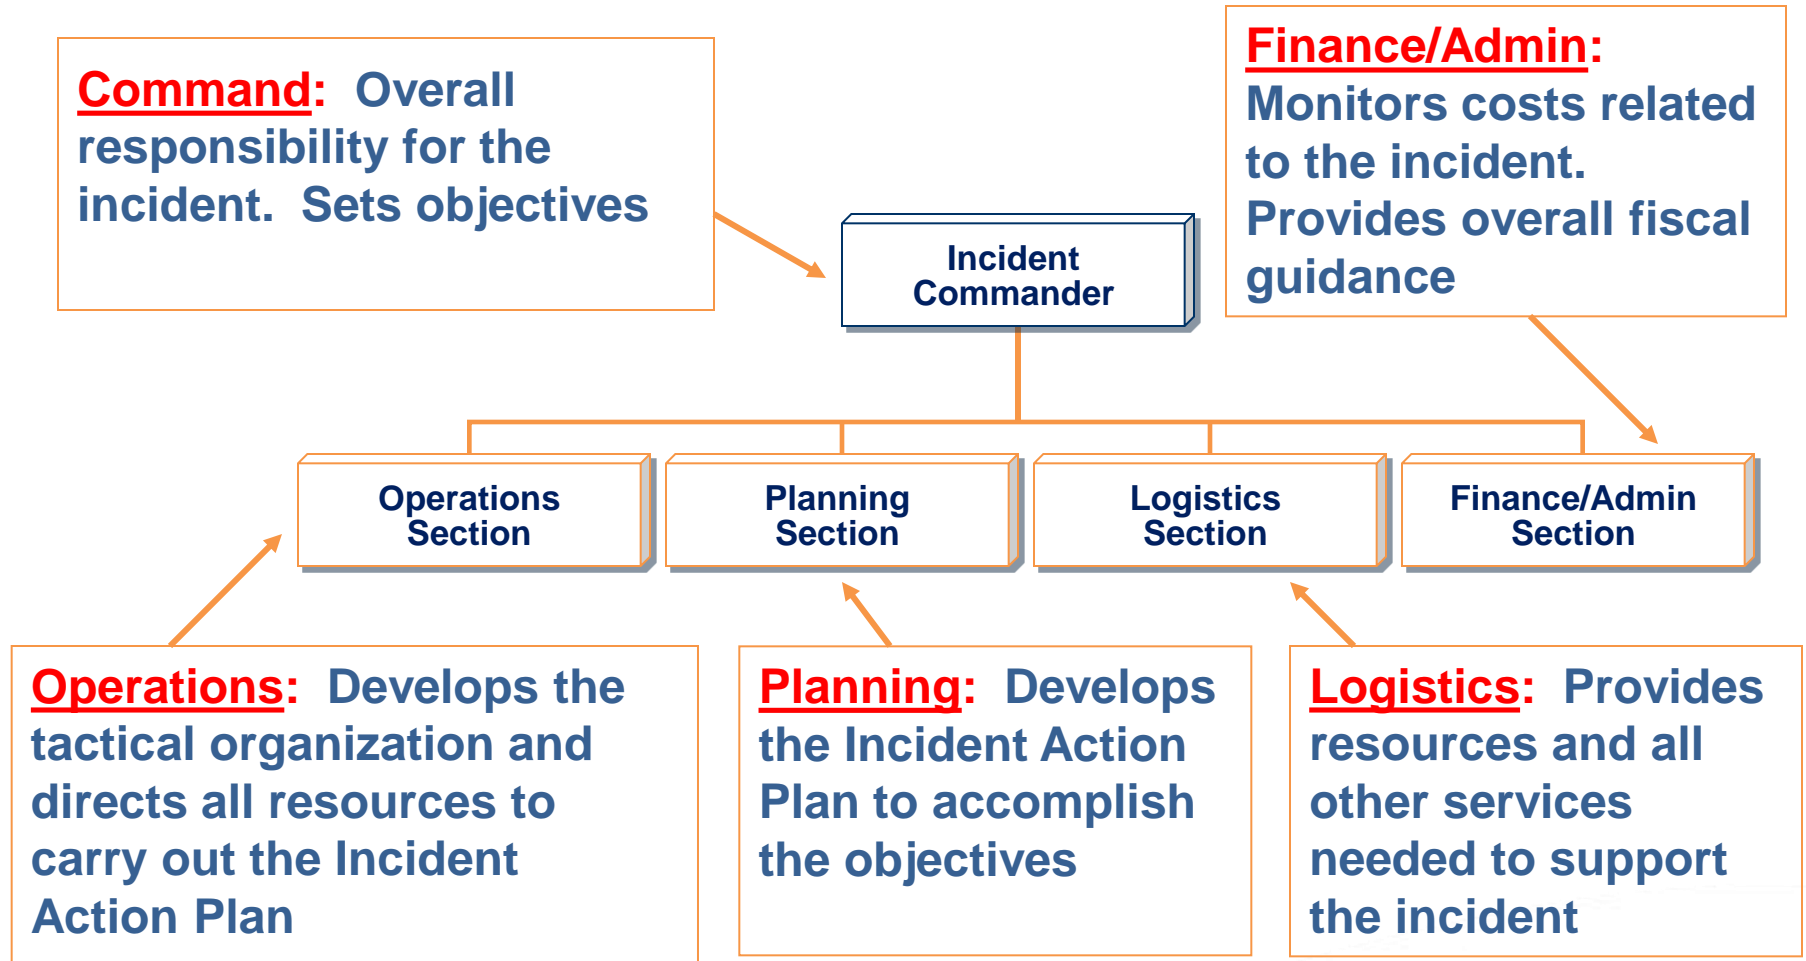 Command: Overall
responsibility for the
incident. Sets objectives
Finance/Admin:
Monitors costs related
to the incident.
Provides overall fiscal
guidance
Incident
Commander
Operations
Section
Planning
Section
Logistics
Section
Finance/Admin
Section
Operations: Develops the
tactical organization and
directs all resources to
carry out the Incident
Action Plan
Planning: Develops
the Incident Action
Plan to accomplish
the objectives
Logistics: Provides
resources and all
other services
needed to support
the incident